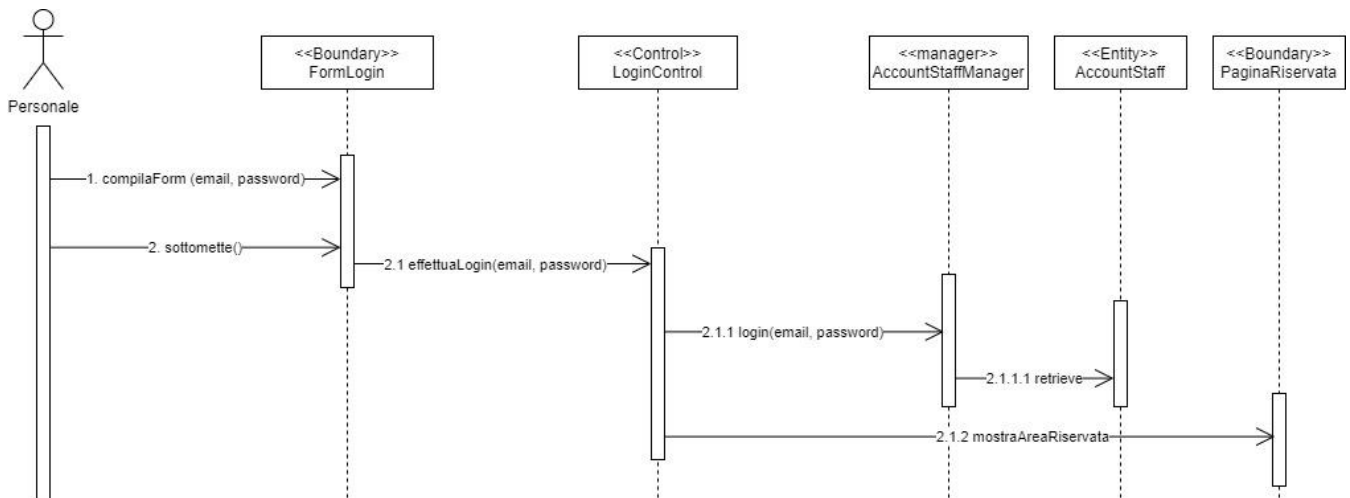 Personale
<<Boundary>>
FormLogin
<<Control>>
LoginControl
<<manager>>
AccountStaffManager
<<Entity>>
AccountStaff
<<Boundary>>
PaginaRiservata
1. compilaForm (email, password)
2. sottomette()
2.1 effettuaLogin(email, password)
2.1.1 login(email, password)
2.1.1.1 retrieve
2.1.2 mostraAreaRiservata